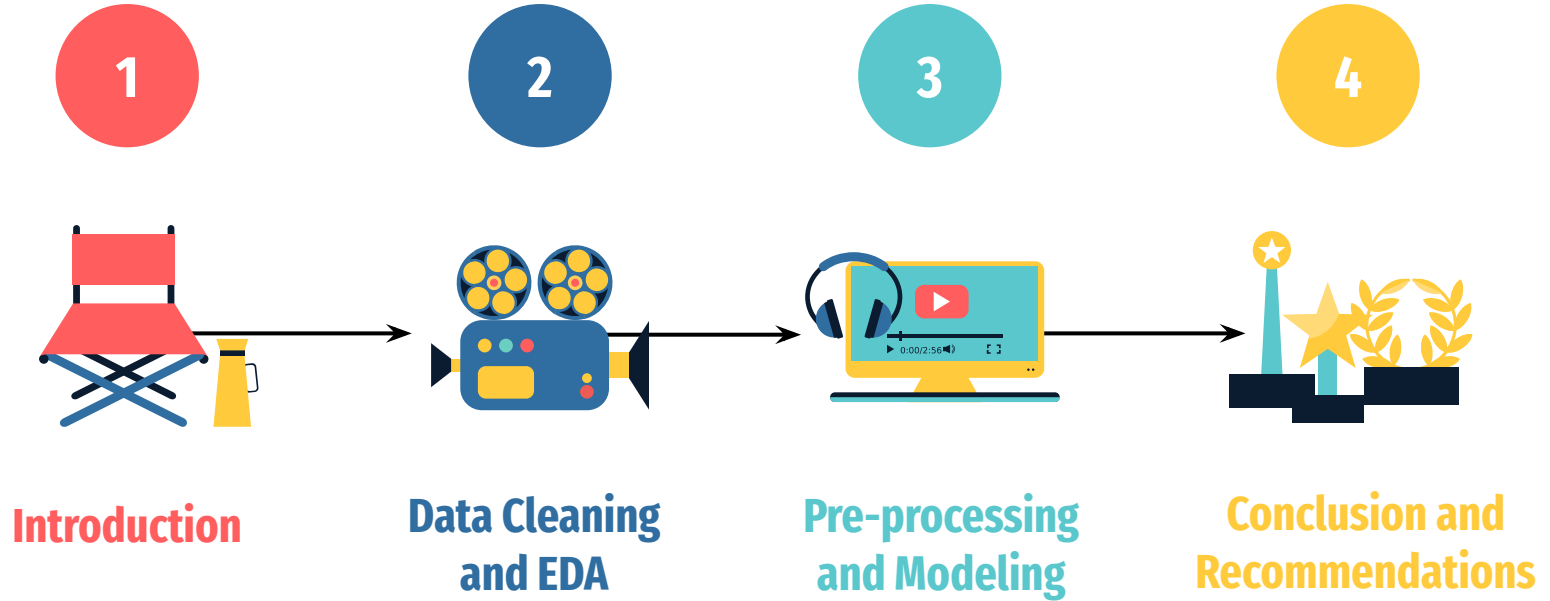 1
2
3
4
0:00/2:56
Introduction
Data Cleaning
and EDA
Pre-processing
and Modeling
Conclusion and
Recommendations